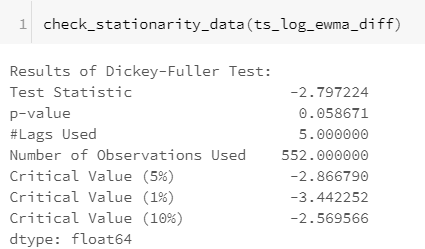 1 check_stationarity_data(ts_log_ewma_diff)
Results of Dickey-Fuller Test:
Test Statistic -2.797224
p-value 0.058671
#Lags Used 5.000000
Number of Observations Used 552.000000
Critical Value (5%) -2.866790
Critical Value (1%) -3.442252
Critical Value (10%) -2.569566
dtype: float64